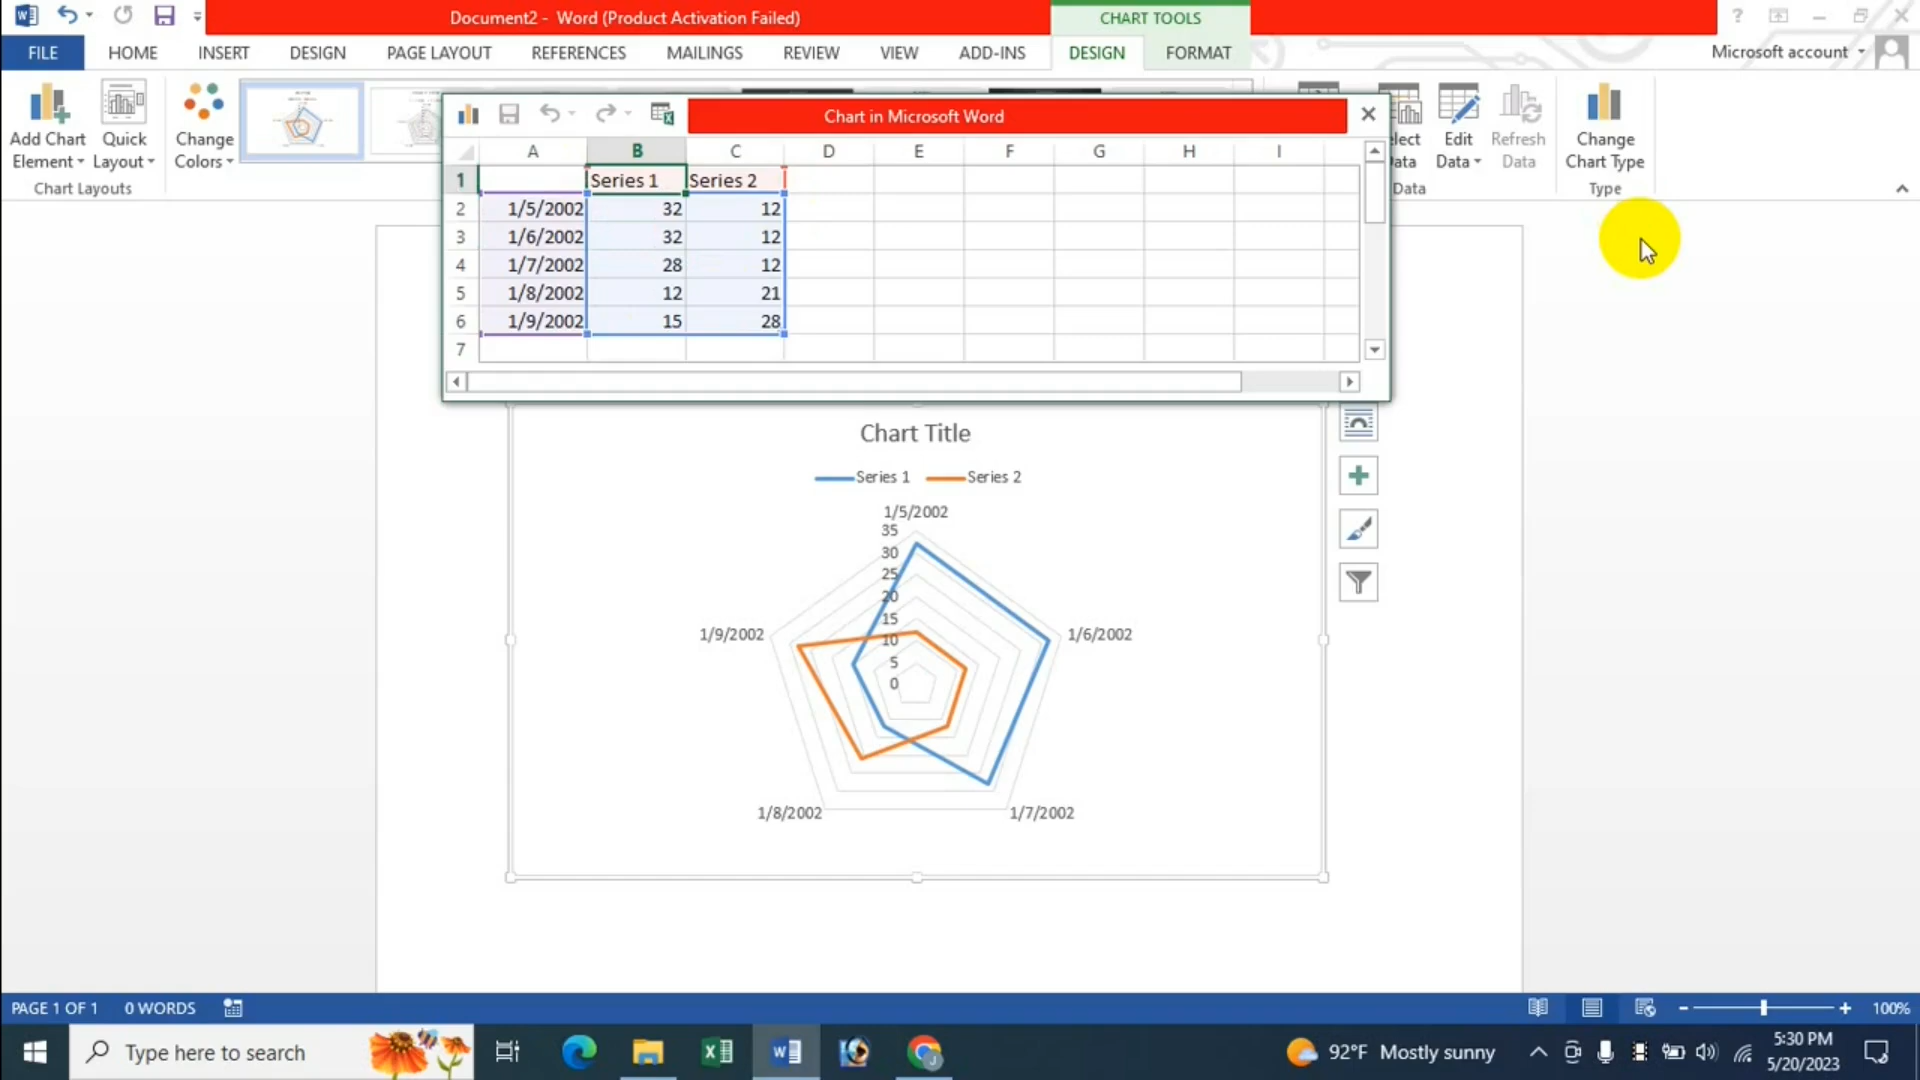 Document2 - Word (Product Activation Failed)
CHART TOOLS
?
FILE
HOME
INSERT
DESIGN
PAGE LAYOUT
REFERENCES
MAILINGS
REVIEW
VIEW
ADD-INS
DESIGN
FORMAT
Microsoft account
Add Chart
Element
Quick
Layout
Change
Colors
Chart Layouts
Edit
Data
Refresh
Data
Change
Chart Type
Data
Type
Chart in Microsoft Word
A B C D E F G H I
1 Series 1 Series 2
2 1/5/2002 32 12
3 1/6/2002 32 12
4 1/7/2002 28 12
5 1/8/2002 12 21
6 1/9/2002 15 28
7
Chart Title
Series 1 Series 2
1/5/2002
35
30
25
20
15
10
5
0
1/9/2002
1/6/2002
1/8/2002
1/7/2002
PAGE 1 OF 1 0 WORDS
100%
Type here to search
92°F Mostly sunny
5:30 PM
5/20/2023